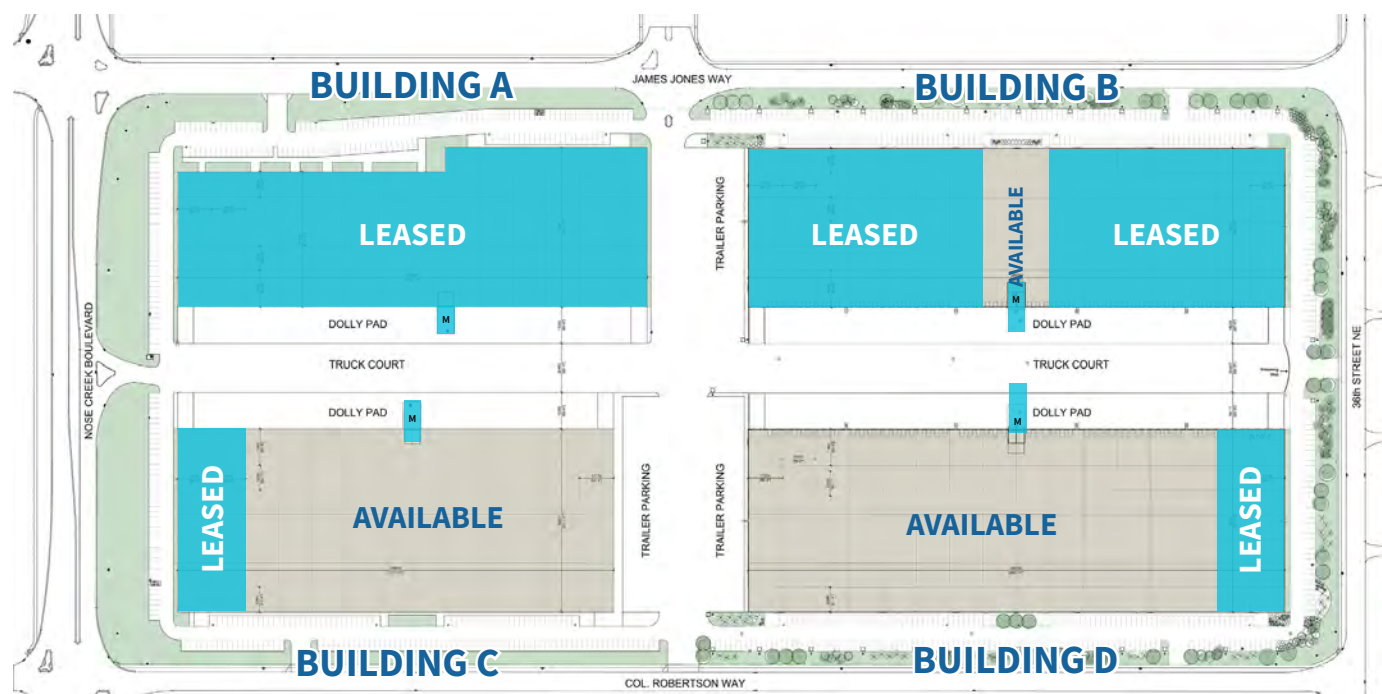 BUILDING A
JAMES JONES WAY
BUILDING B
LEASED
TRAILER PARKING
LEASED
AVAILABLE
LEASED
M
M
DOLLY PAD
DOLLY PAD
NOSE CREEK BOULEVARD
TRUCK COURT
TRUCK COURT
36th STREET NE
DOLLY PAD
M
DOLLY PAD
M
LEASED
AVAILABLE
TRAILER PARKING
TRAILER PARKING
AVAILABLE
LEASED
BUILDING C
BUILDING D
COL. ROBERTSON WAY